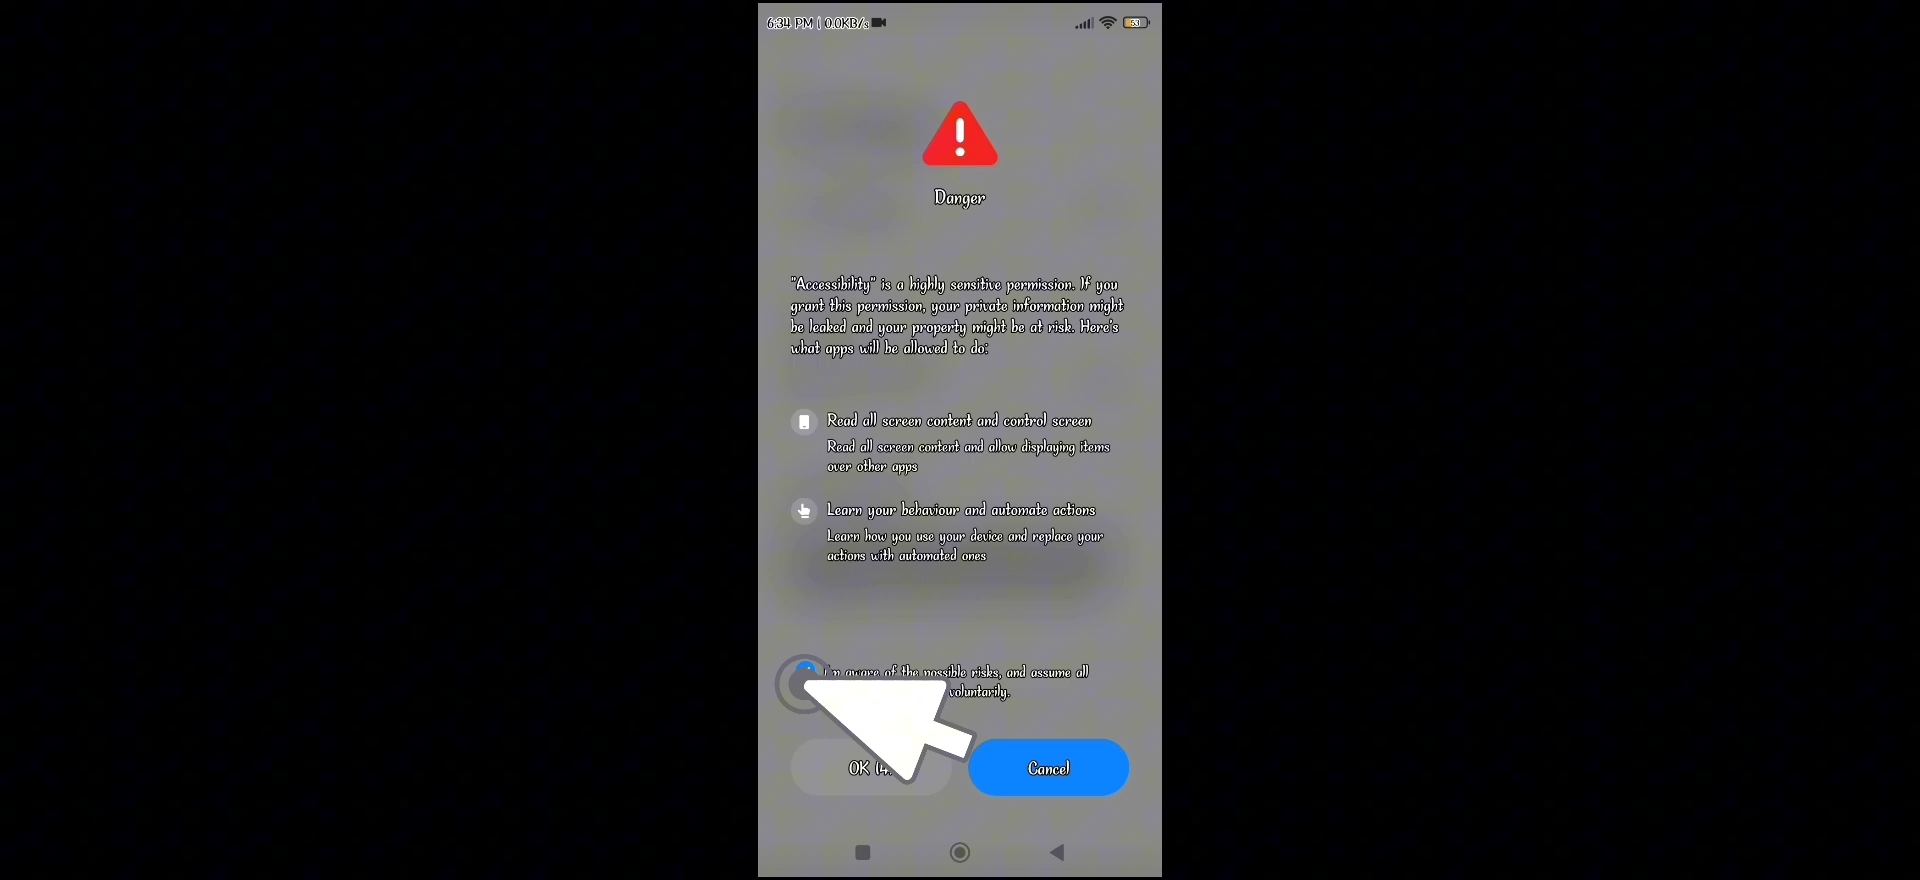 6:34 PM | 0.0KB/s
53
Danger
"Accessibility" is a highly sensitive permission. If you
grant this permission, your private information might
be leaked and your property might be at risk. Here's
what apps will be allowed to do:
Read all screen content and control screen
Read all screen content and allow displaying items
over other apps
Learn your behaviour and automate actions
Learn how you use your device and replace your
actions with automated ones
I'm aware of the possible risks, and assume all
voluntarily.
OK
Cancel